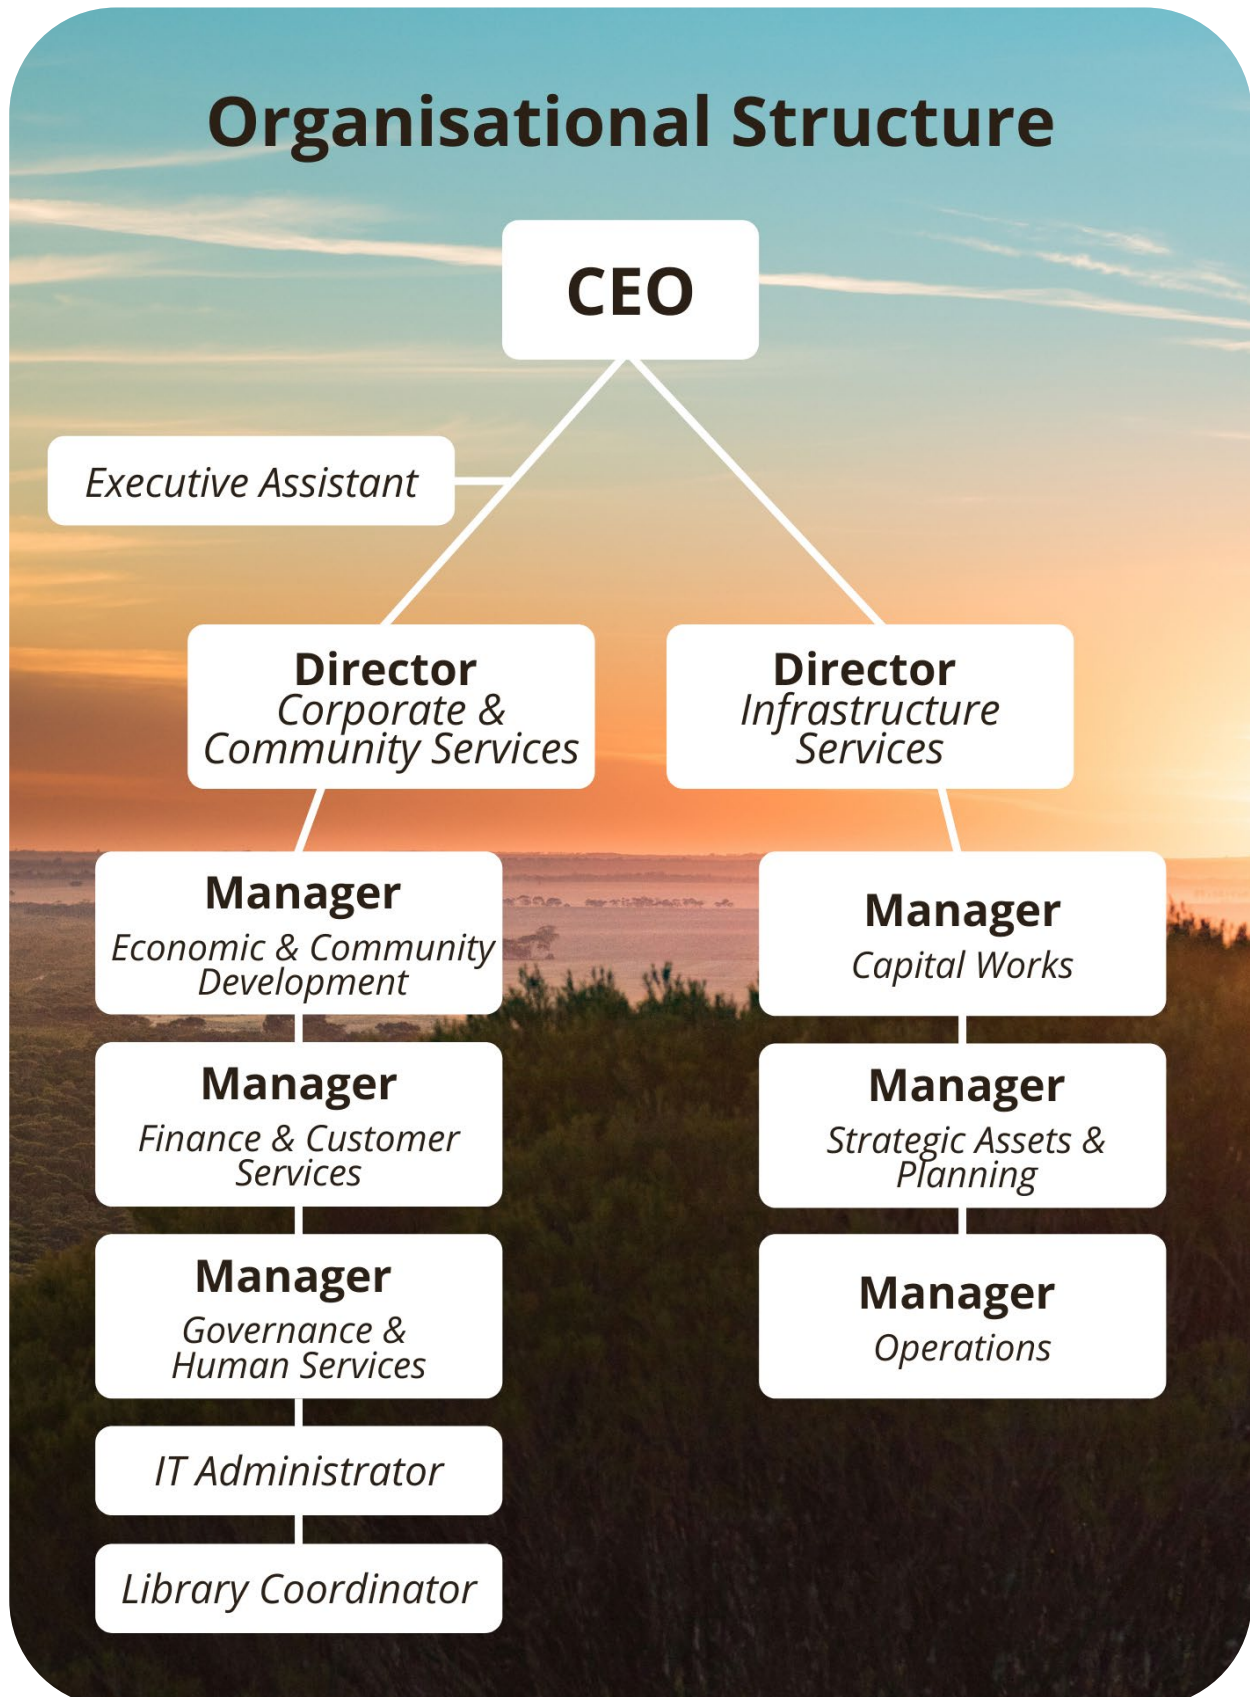 Organisational Structure
CEO
Executive Assistant
Director
Corporate &
Community Services
Director
Infrastructure
Services
Manager
Economic & Community
Development
Manager
Finance & Customer
Services
Manager
Governance &
Human Services
IT Administrator
Library Coordinator
Manager
Capital Works
Manager
Strategic Assets &
Planning
Manager
Operations